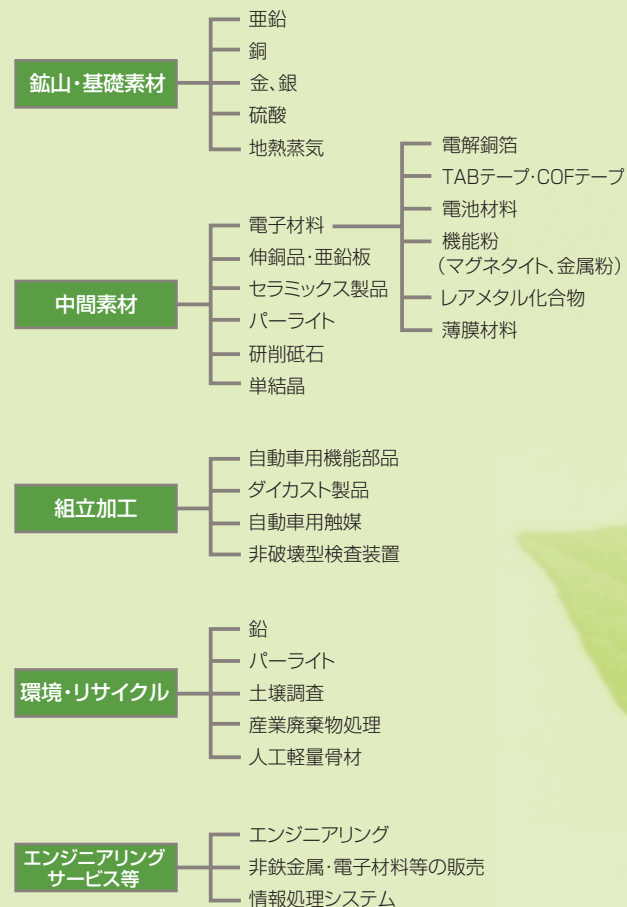 鉱山・基礎素材
亜鉛
銅
金、銀
硫酸
地熱蒸気
中間素材
電子材料
電解銅箔
TABテープ・COFテープ
電池材料
機能粉
（マグネタイト、金属粉）
レアメタル化合物
薄膜材料
伸銅品・亜鉛板
セラミックス製品
パーライト
研削砥石
単結晶
組立加工
自動車用機能部品
ダイカスト製品
自動車用触媒
非破壊型検査装置
環境・リサイクル
鉛
パーライト
土壌調査
産業廃棄物処理
人工軽量骨材
エンジニアリング
サービス等
エンジニアリング
非鉄金属・電子材料等の販売
情報処理システム